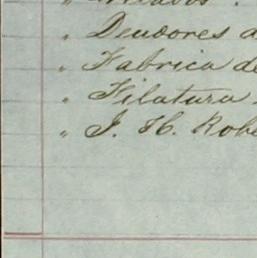 " Deudores d
" Fabrica de
" Filatura
" J. H. Robe